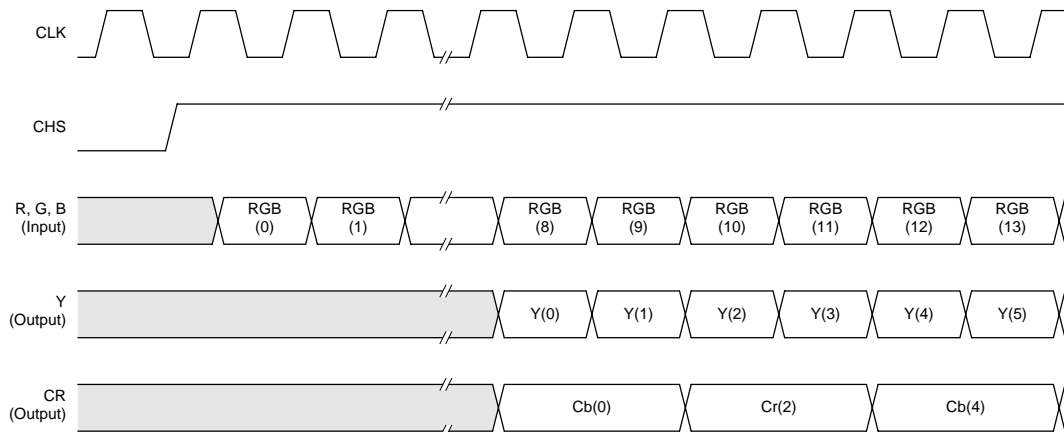 CLK
CHS
R, G, B
(Input)
RGB
(0)
RGB
(1)
RGB
(8)
RGB
(9)
RGB
(10)
RGB
(11)
RGB
(12)
RGB
(13)
Y
(Output)
Y(0)
Y(1)
Y(2)
Y(3)
Y(4)
Y(5)
CR
(Output)
Cb(0)
Cr(2)
Cb(4)